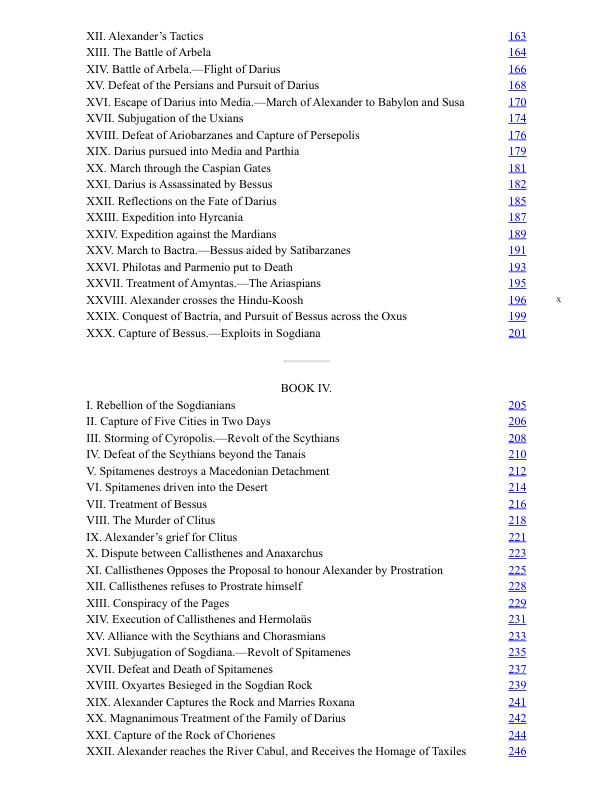 XII. Alexander’s Tactics 163
XIII. The Battle of Arbela 164
XIV. Battle of Arbela.—Flight of Darius 166
XV. Defeat of the Persians and Pursuit of Darius 168
XVI. Escape of Darius into Media.—March of Alexander to Babylon and Susa 170
XVII. Subjugation of the Uxians 174
XVIII. Defeat of Ariobarzanes and Capture of Persepolis 176
XIX. Darius pursued into Media and Parthia 179
XX. March through the Caspian Gates 181
XXI. Darius is Assassinated by Bessus 182
XXII. Reflections on the Fate of Darius 185
XXIII. Expedition into Hyrcania 187
XXIV. Expedition against the Mardians 189
XXV. March to Bactra.—Bessus aided by Satibarzanes 191
XXVI. Philotas and Parmenio put to Death 193
XXVII. Treatment of Amyntas.—The Ariaspians 195
XXVIII. Alexander crosses the Hindu-Koosh 196 x
XXIX. Conquest of Bactria, and Pursuit of Bessus across the Oxus 199
XXX. Capture of Bessus.—Exploits in Sogdiana 201
BOOK IV.
I. Rebellion of the Sogdianians 205
II. Capture of Five Cities in Two Days 206
III. Storming of Cyropolis.—Revolt of the Scythians 208
IV. Defeat of the Scythians beyond the Tanais 210
V. Spitamenes destroys a Macedonian Detachment 212
VI. Spitamenes driven into the Desert 214
VII. Treatment of Bessus 216
VIII. The Murder of Clitus 218
IX. Alexander’s grief for Clitus 221
X. Dispute between Callisthenes and Anaxarchus 223
XI. Callisthenes Opposes the Proposal to honour Alexander by Prostration 225
XII. Callisthenes refuses to Prostrate himself 228
XIII. Conspiracy of the Pages 229
XIV. Execution of Callisthenes and Hermolaüs 231
XV. Alliance with the Scythians and Chorasmians 233
XVI. Subjugation of Sogdiana.—Revolt of Spitamenes 235
XVII. Defeat and Death of Spitamenes 237
XVIII. Oxyartes Besieged in the Sogdian Rock 239
XIX. Alexander Captures the Rock and Marries Roxana 241
XX. Magnanimous Treatment of the Family of Darius 242
XXI. Capture of the Rock of Chorienes 244
XXII. Alexander reaches the River Cabul, and Receives the Homage of Taxiles 246